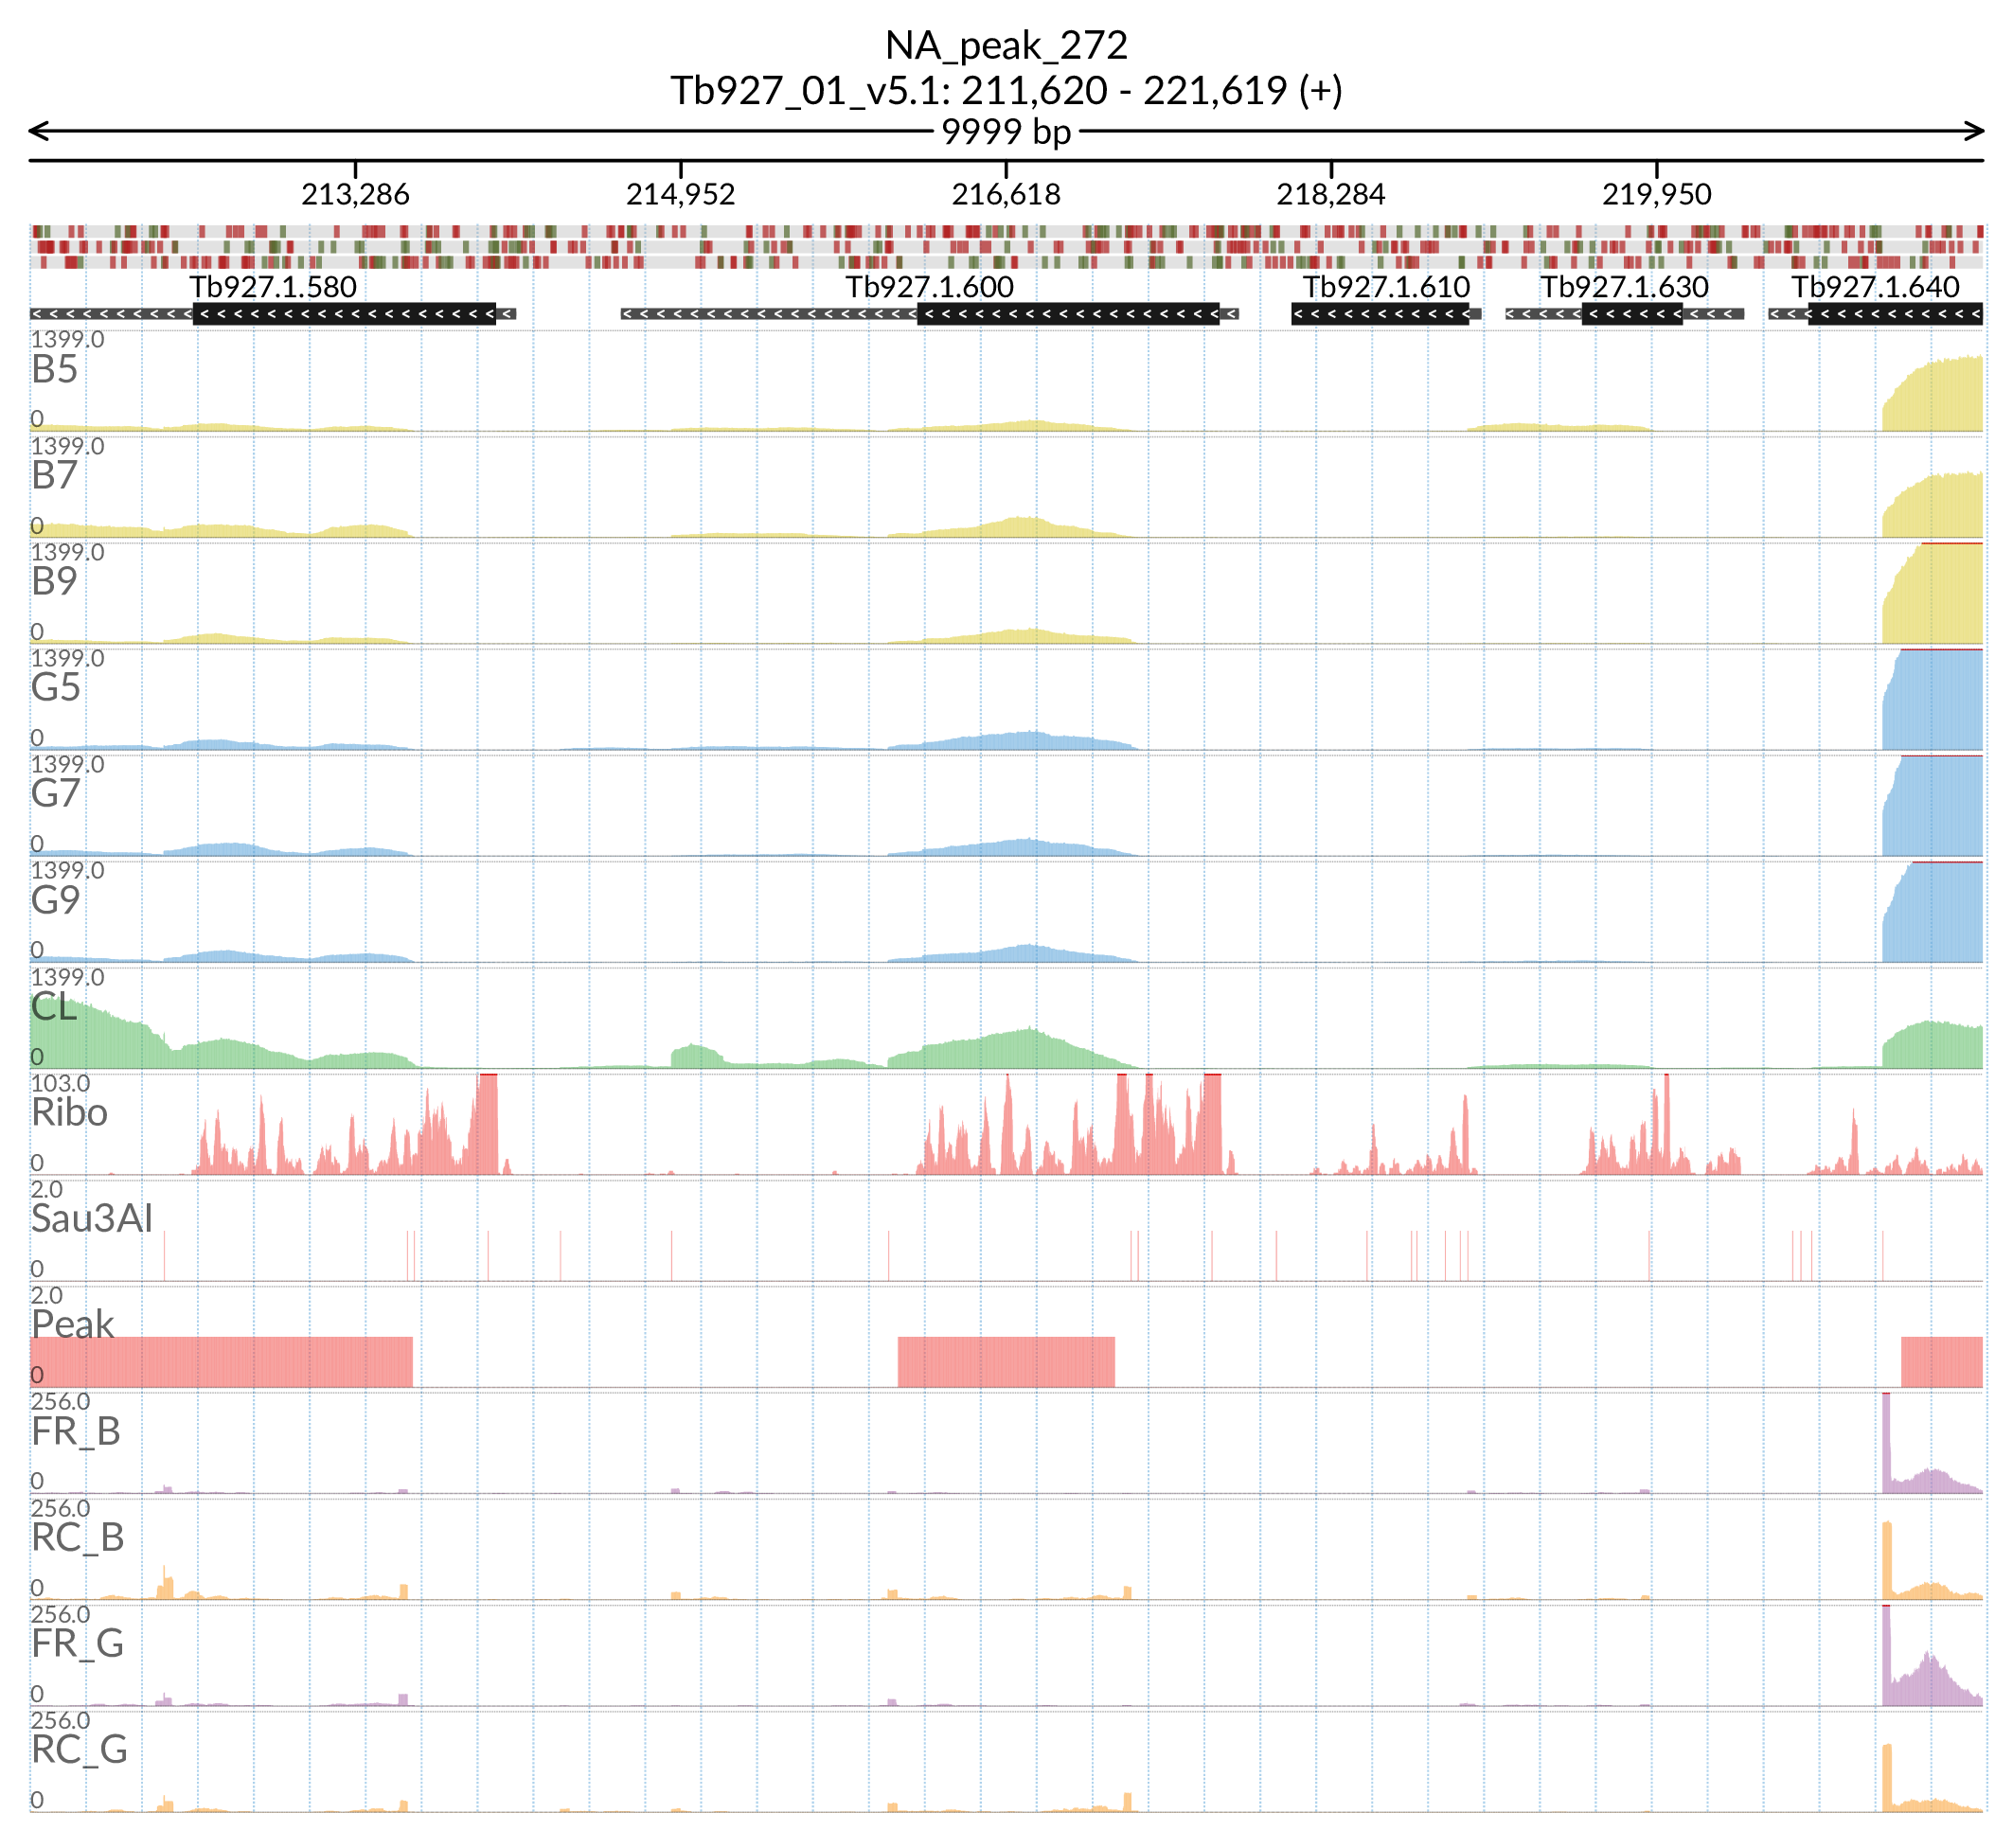 NA_peak_272
Tb927_01_v5.1: 211,620 - 221,619 (+)
9999 bp
213,286 214,952 216,618 218,284 219,950
Tb927.1.580 Tb927.1.600 Tb927.1.610 Tb927.1.630 Tb927.1.640
1399.0
B5
0
1399.0
B7
0
1399.0
B9
0
1399.0
G5
0
1399.0
G7
0
1399.0
G9
0
1399.0
CL
0
103.0
Ribo
0
2.0
Sau3AI
0
2.0
Peak
0
256.0
FR_B
0
256.0
RC_B
0
256.0
FR_G
0
256.0
RC_G
0